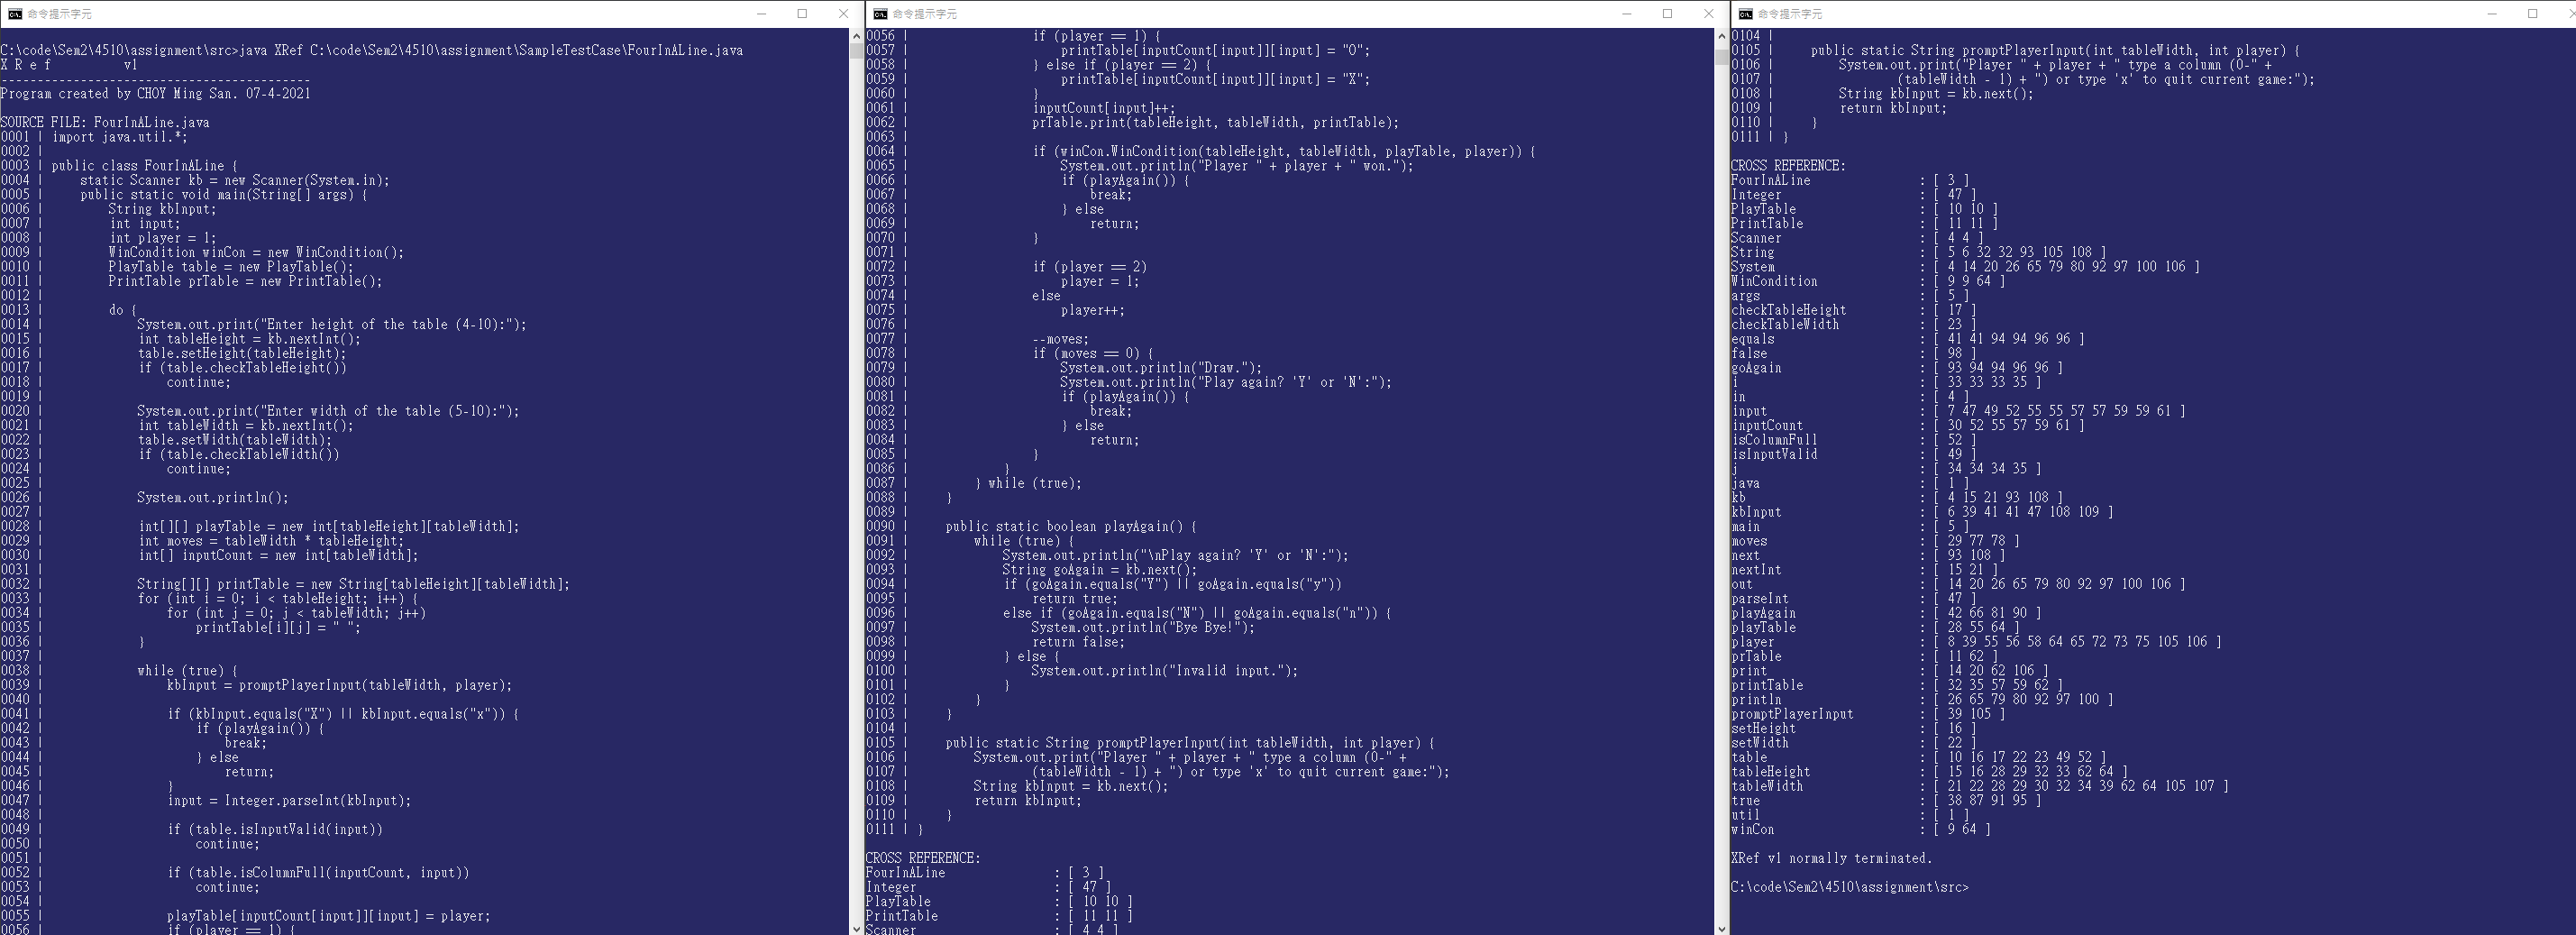 命令提示字元
C:\code\Sem2\4510\assignment\src>java XRef C:\code\Sem2\4510\assignment\SampleTestCase\FourInALine.java
X R e f          v1
-------------------------------------------
Program created by CHOY Ming San. 07-4-2021
SOURCE FILE: FourInALine.java
0001 | import java.util.*;
0002 |
0003 | public class FourInALine {
0004 |     static Scanner kb = new Scanner(System.in);
0005 |     public static void main(String[] args) {
0006 |         String kbInput;
0007 |         int input;
0008 |         int player = 1;
0009 |         WinCondition winCon = new WinCondition();
0010 |         PlayTable table = new PlayTable();
0011 |         PrintTable prTable = new PrintTable();
0012 |
0013 |         do {
0014 |             System.out.print("Enter height of the table (4-10):");
0015 |             int tableHeight = kb.nextInt();
0016 |             table.setHeight(tableHeight);
0017 |             if (table.checkTableHeight())
0018 |                 continue;
0019 |
0020 |             System.out.print("Enter width of the table (5-10):");
0021 |             int tableWidth = kb.nextInt();
0022 |             table.setWidth(tableWidth);
0023 |             if (table.checkTableWidth())
0024 |                 continue;
0025 |
0026 |             System.out.println();
0027 |
0028 |             int[][] playTable = new int[tableHeight][tableWidth];
0029 |             int moves = tableWidth * tableHeight;
0030 |             int[] inputCount = new int[tableWidth];
0031 |
0032 |             String[][] printTable = new String[tableHeight][tableWidth];
0033 |             for (int i = 0; i < tableHeight; i++) {
0034 |                 for (int j = 0; j < tableWidth; j++)
0035 |                     printTable[i][j] = " ";
0036 |             }
0037 |
0038 |             while (true) {
0039 |                 kbInput = promptPlayerInput(tableWidth, player);
0040 |
0041 |                 if (kbInput.equals("X") || kbInput.equals("x")) {
0042 |                     if (playAgain()) {
0043 |                         break;
0044 |                     } else
0045 |                         return;
0046 |                 }
0047 |                 input = Integer.parseInt(kbInput);
0048 |
0049 |                 if (table.isInputValid(input))
0050 |                     continue;
0051 |
0052 |                 if (table.isColumnFull(inputCount, input))
0053 |                     continue;
0054 |
0055 |                 playTable[inputCount[input]][input] = player;
0056 |                 if (player == 1) {
命令提示字元
0056 |                 if (player == 1) {
0057 |                     printTable[inputCount[input]][input] = "O";
0058 |                 } else if (player == 2) {
0059 |                     printTable[inputCount[input]][input] = "X";
0060 |                 }
0061 |                 inputCount[input]++;
0062 |                 prTable.print(tableHeight, tableWidth, printTable);
0063 |
0064 |                 if (winCon.WinCondition(tableHeight, tableWidth, playTable, player)) {
0065 |                     System.out.println("Player " + player + " won.");
0066 |                     if (playAgain()) {
0067 |                         break;
0068 |                     } else
0069 |                         return;
0070 |                 }
0071 |
0072 |                 if (player == 2)
0073 |                     player = 1;
0074 |                 else
0075 |                     player++;
0076 |
0077 |                 --moves;
0078 |                 if (moves == 0) {
0079 |                     System.out.println("Draw.");
0080 |                     System.out.println("Play again? 'Y' or 'N':");
0081 |                     if (playAgain()) {
0082 |                         break;
0083 |                     } else
0084 |                         return;
0085 |                 }
0086 |             }
0087 |         } while (true);
0088 |     }
0089 |
0090 |     public static boolean playAgain() {
0091 |         while (true) {
0092 |             System.out.println("\nPlay again? 'Y' or 'N':");
0093 |             String goAgain = kb.next();
0094 |             if (goAgain.equals("Y") || goAgain.equals("y"))
0095 |                 return true;
0096 |             else if (goAgain.equals("N") || goAgain.equals("n")) {
0097 |                 System.out.println("Bye Bye!");
0098 |                 return false;
0099 |             } else {
0100 |                 System.out.println("Invalid input.");
0101 |             }
0102 |         }
0103 |     }
0104 |
0105 |     public static String promptPlayerInput(int tableWidth, int player) {
0106 |         System.out.print("Player " + player + " type a column (0-" +
0107 |                 (tableWidth - 1) + ") or type 'x' to quit current game:");
0108 |         String kbInput = kb.next();
0109 |         return kbInput;
0110 |     }
0111 | }
CROSS REFERENCE:
FourInALine : [ 3 ]
Integer : [ 47 ]
PlayTable : [ 10 10 ]
PrintTable : [ 11 11 ]
Scanner : [ 4 4 ]
命令提示字元
0104 |
0105 |     public static String promptPlayerInput(int tableWidth, int player) {
0106 |         System.out.print("Player " + player + " type a column (0-" +
0107 |                 (tableWidth - 1) + ") or type 'x' to quit current game:");
0108 |         String kbInput = kb.next();
0109 |         return kbInput;
0110 |     }
0111 | }
CROSS REFERENCE:
FourInALine : [ 3 ]
Integer : [ 47 ]
PlayTable : [ 10 10 ]
PrintTable : [ 11 11 ]
Scanner : [ 4 4 ]
String : [ 5 6 32 32 93 105 108 ]
System : [ 4 14 20 26 65 79 80 92 97 100 106 ]
WinCondition : [ 9 9 64 ]
args : [ 5 ]
checkTableHeight : [ 17 ]
checkTableWidth : [ 23 ]
equals : [ 41 41 94 94 96 96 ]
false : [ 98 ]
goAgain : [ 93 94 94 96 96 ]
i : [ 33 33 33 35 ]
in : [ 4 ]
input : [ 7 47 49 52 55 55 57 57 59 59 61 ]
inputCount : [ 30 52 55 57 59 61 ]
isColumnFull : [ 52 ]
isInputValid : [ 49 ]
j : [ 34 34 34 35 ]
java : [ 1 ]
kb : [ 4 15 21 93 108 ]
kbInput : [ 6 39 41 41 47 108 109 ]
main : [ 5 ]
moves : [ 29 77 78 ]
next : [ 93 108 ]
nextInt : [ 15 21 ]
out : [ 14 20 26 65 79 80 92 97 100 106 ]
parseInt : [ 47 ]
playAgain : [ 42 66 81 90 ]
playTable : [ 28 55 64 ]
player : [ 8 39 55 56 58 64 65 72 73 75 105 106 ]
prTable : [ 11 62 ]
print : [ 14 20 62 106 ]
printTable : [ 32 35 57 59 62 ]
println : [ 26 65 79 80 92 97 100 ]
promptPlayerInput : [ 39 105 ]
setHeight : [ 16 ]
setWidth : [ 22 ]
table : [ 10 16 17 22 23 49 52 ]
tableHeight : [ 15 16 28 29 32 33 62 64 ]
tableWidth : [ 21 22 28 29 30 32 34 39 62 64 105 107 ]
true : [ 38 87 91 95 ]
util : [ 1 ]
winCon : [ 9 64 ]
XRef v1 normally terminated.
C:\code\Sem2\4510\assignment\src>